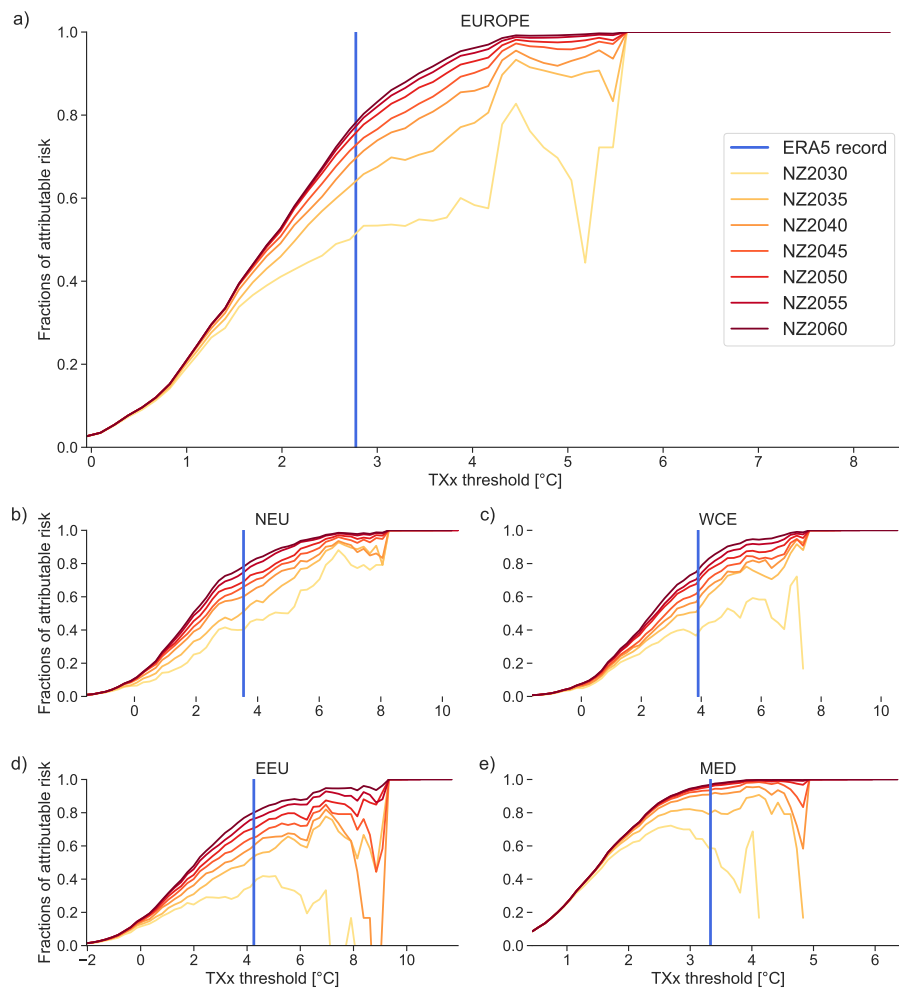 a)
EUROPE
1.0
0.8
0.6
0.4
0.2
0.0
Fractions of attributable risk
0 1 2 3 4 5 6 7 8
TXx threshold [°C]
ERA5 record
NZ2030
NZ2035
NZ2040
NZ2045
NZ2050
NZ2055
NZ2060
b)
NEU
1.0
0.8
0.6
0.4
0.2
0.0
Fractions of attributable risk
0 2 4 6 8 10
c)
WCE
1.0
0.8
0.6
0.4
0.2
0.0
0 2 4 6 8 10
d)
EEU
1.0
0.8
0.6
0.4
0.2
0.0
Fractions of attributable risk
−2 0 2 4 6 8 10
TXx threshold [°C]
e)
MED
1.0
0.8
0.6
0.4
0.2
0.0
1 2 3 4 5 6
TXx threshold [°C]